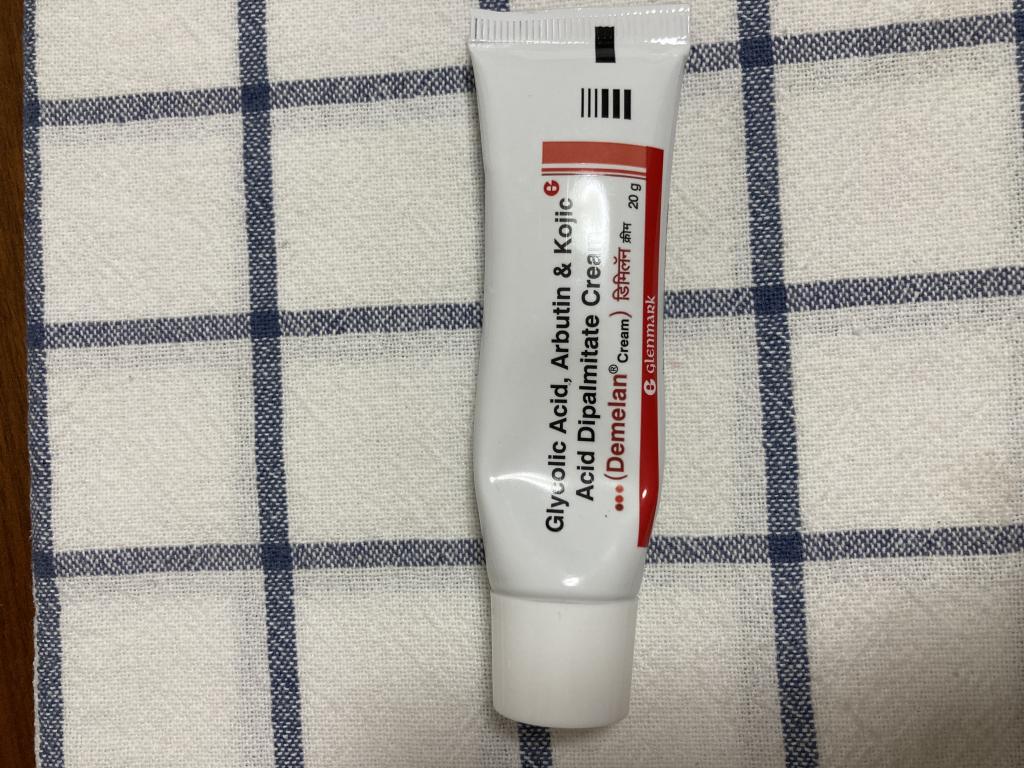 Glycolic Acid, Arbutin & Kojic
Acid Dipalmitate Cream
(Demelan® Cream) डिमिलॅन क्रीम 20 g
Glenmark